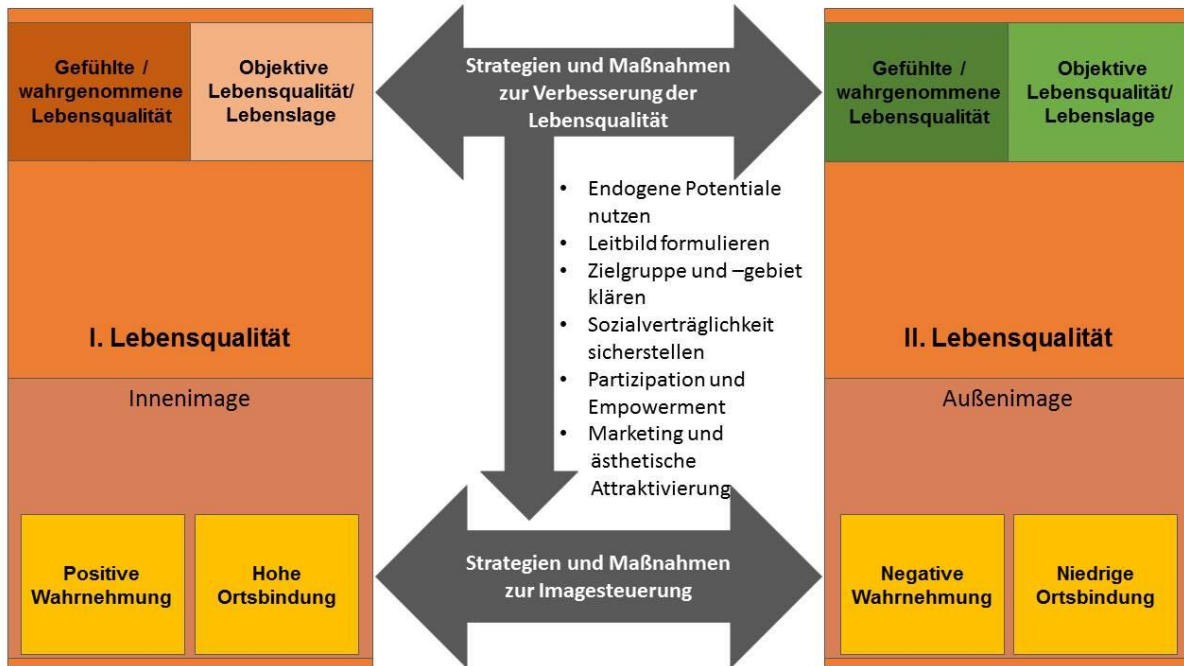 Gefühlte /
wahrgenommene
Lebensqualität
Objektive
Lebensqualität/
Lebenslage
I. Lebensqualität
Innenimage
Positive
Wahrnehmung
Hohe
Ortsbindung
Strategien und Maßnahmen
zur Verbesserung der
Lebensqualität
• Endogene Potentiale
nutzen
• Leitbild formulieren
• Zielgruppe und –gebiet
klären
• Sozialverträglichkeit
sicherstellen
• Partizipation und
Empowerment
• Marketing und
ästhetische
Attraktivierung
Strategien und Maßnahmen
zur Imagesteuerung
Gefühlte /
wahrgenommene
Lebensqualität
Objektive
Lebensqualität/
Lebenslage
II. Lebensqualität
Außenimage
Negative
Wahrnehmung
Niedrige
Ortsbindung